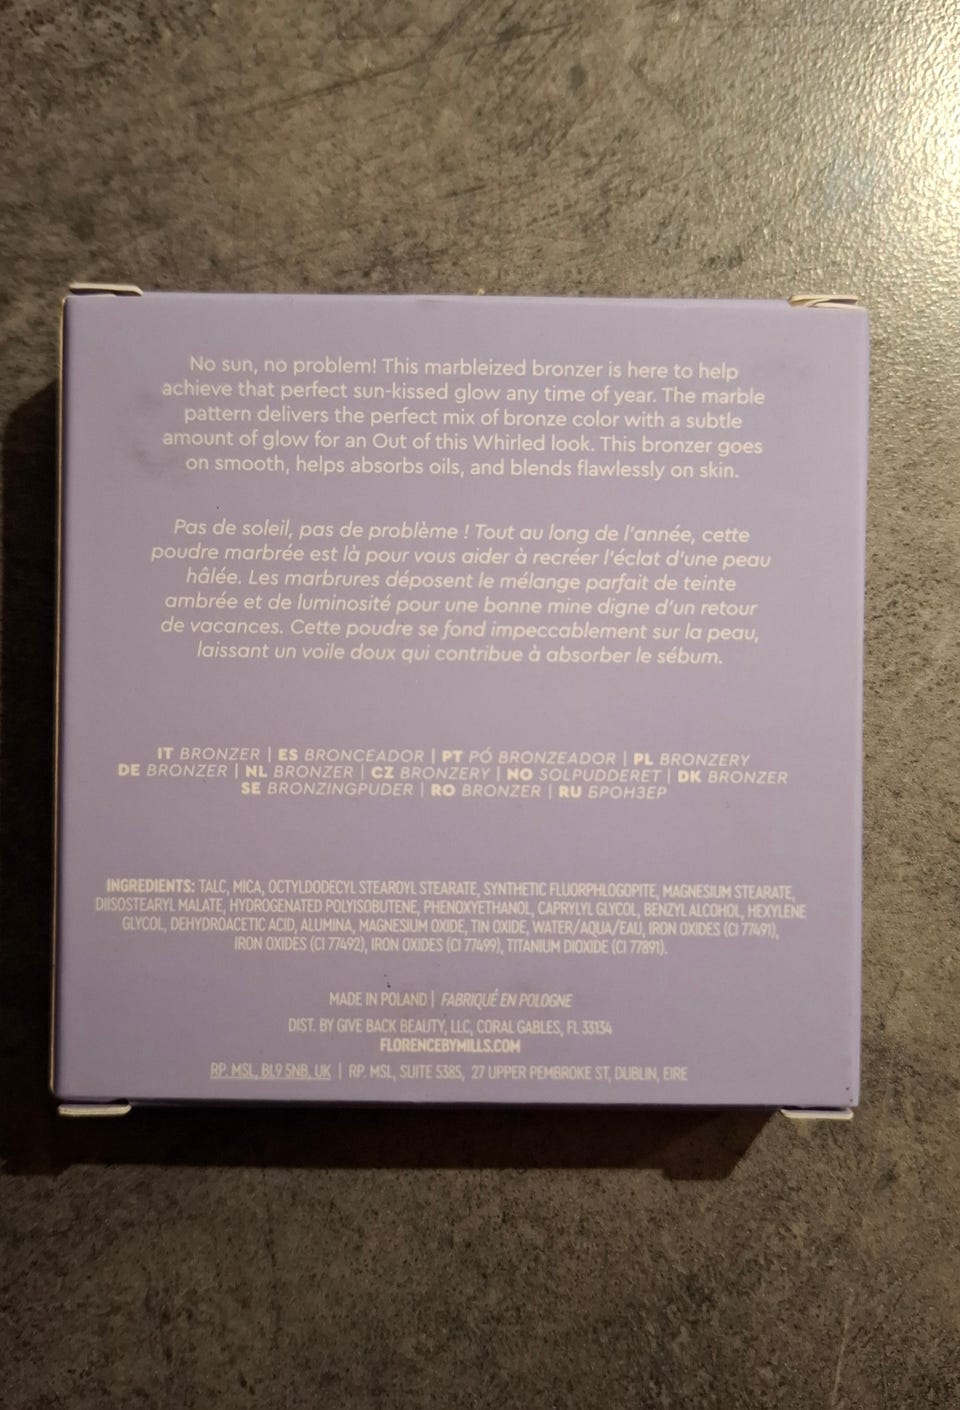 No sun, no problem! This marbleized bronzer is here to help
achieve that perfect sun-kissed glow any time of year. The marble
pattern delivers the perfect mix of bronze color with a subtle
amount of glow for an Out of this Whirled look. This bronzer goes
on smooth, helps absorbs oils, and blends flawlessly on skin.
Pas de soleil, pas de problème ! Tout au long de l'année, cette
poudre marbrée est là pour vous aider à recréer l'éclat d'une peau
hâlée. Les marbrures déposent le mélange parfait de teinte
ambrée et de luminosité pour une bonne mine digne d'un retour
de vacances. Cette poudre se fond impeccablement sur la peau,
laissant un voile doux qui contribue à absorber le sébum.
IT BRONZER | ES BRONCEADOR | PT PÓ BRONZEADOR | PL BRONZERY
DE BRONZER | NL BRONZER | CZ BRONZERY | NO SOLPUDDERET | DK BRONZER
SE BRONZINGPUDER | RO BRONZER | RU БРОНЗЕР
INGREDIENTS: TALC, MICA, OCTYLDODECYL STEAROYL STEARATE, SYNTHETIC FLUORPHLOGOPITE, MAGNESIUM STEARATE,
DIISOSTEARYL MALATE, HYDROGENATED POLYISOBUTENE, PHENOXYETHANOL, CAPRYLYL GLYCOL, BENZYL ALCOHOL, HEXYLENE
GLYCOL, DEHYDROACETIC ACID, ALUMINA, MAGNESIUM OXIDE, TIN OXIDE, WATER/AQUA/EAU, IRON OXIDES (CI 77491),
IRON OXIDES (CI 77492), IRON OXIDES (CI 77499), TITANIUM DIOXIDE (CI 77891).
MADE IN POLAND | FABRIQUÉ EN POLOGNE
DIST. BY GIVE BACK BEAUTY, LLC, CORAL GABLES, FL 33134
FLORENCEBYMILLS.COM
RP. MSL, BL9 5NB, UK | RP. MSL, SUITE 5385, 27 UPPER PEMBROKE ST, DUBLIN, EIRE